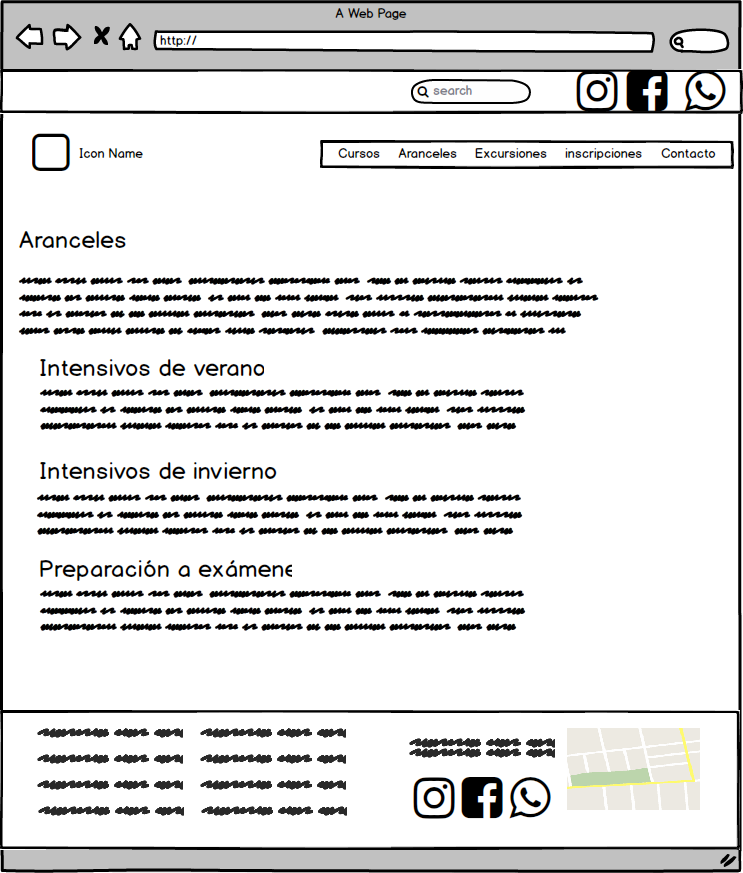 A Web Page
http://
search
Icon Name
Cursos Aranceles Excursiones inscripciones Contacto
Aranceles
Intensivos de verano
Intensivos de invierno
Preparación a exámene